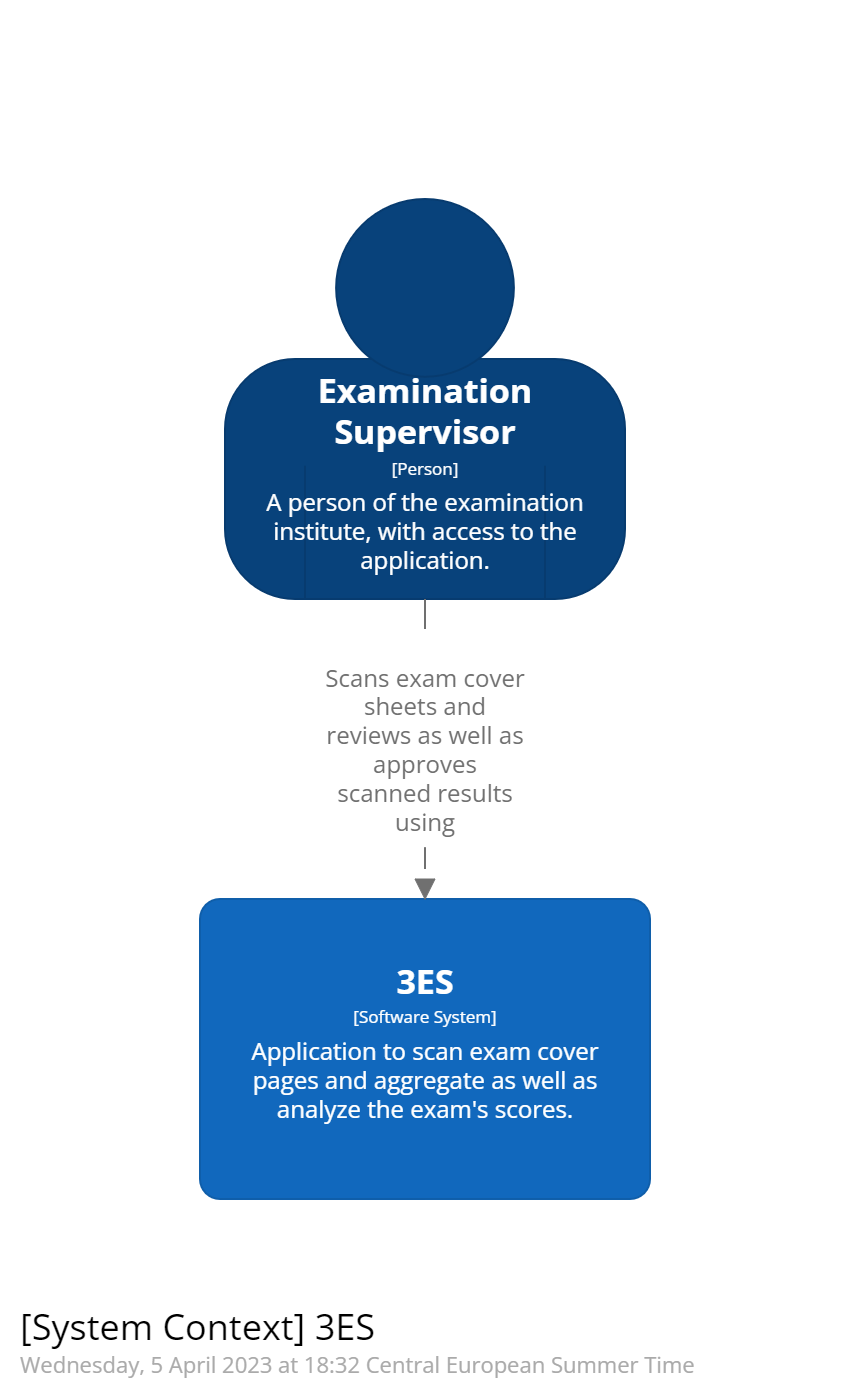 Examination
Supervisor
[Person]
A person of the examination
institute, with access to the
application.
Scans exam cover
sheets and
reviews as well as
approves
scanned results
using
3ES
[Software System]
Application to scan exam cover
pages and aggregate as well as
analyze the exam's scores.
[System Context] 3ES
Wednesday, 5 April 2023 at 18:32 Central European Summer Time